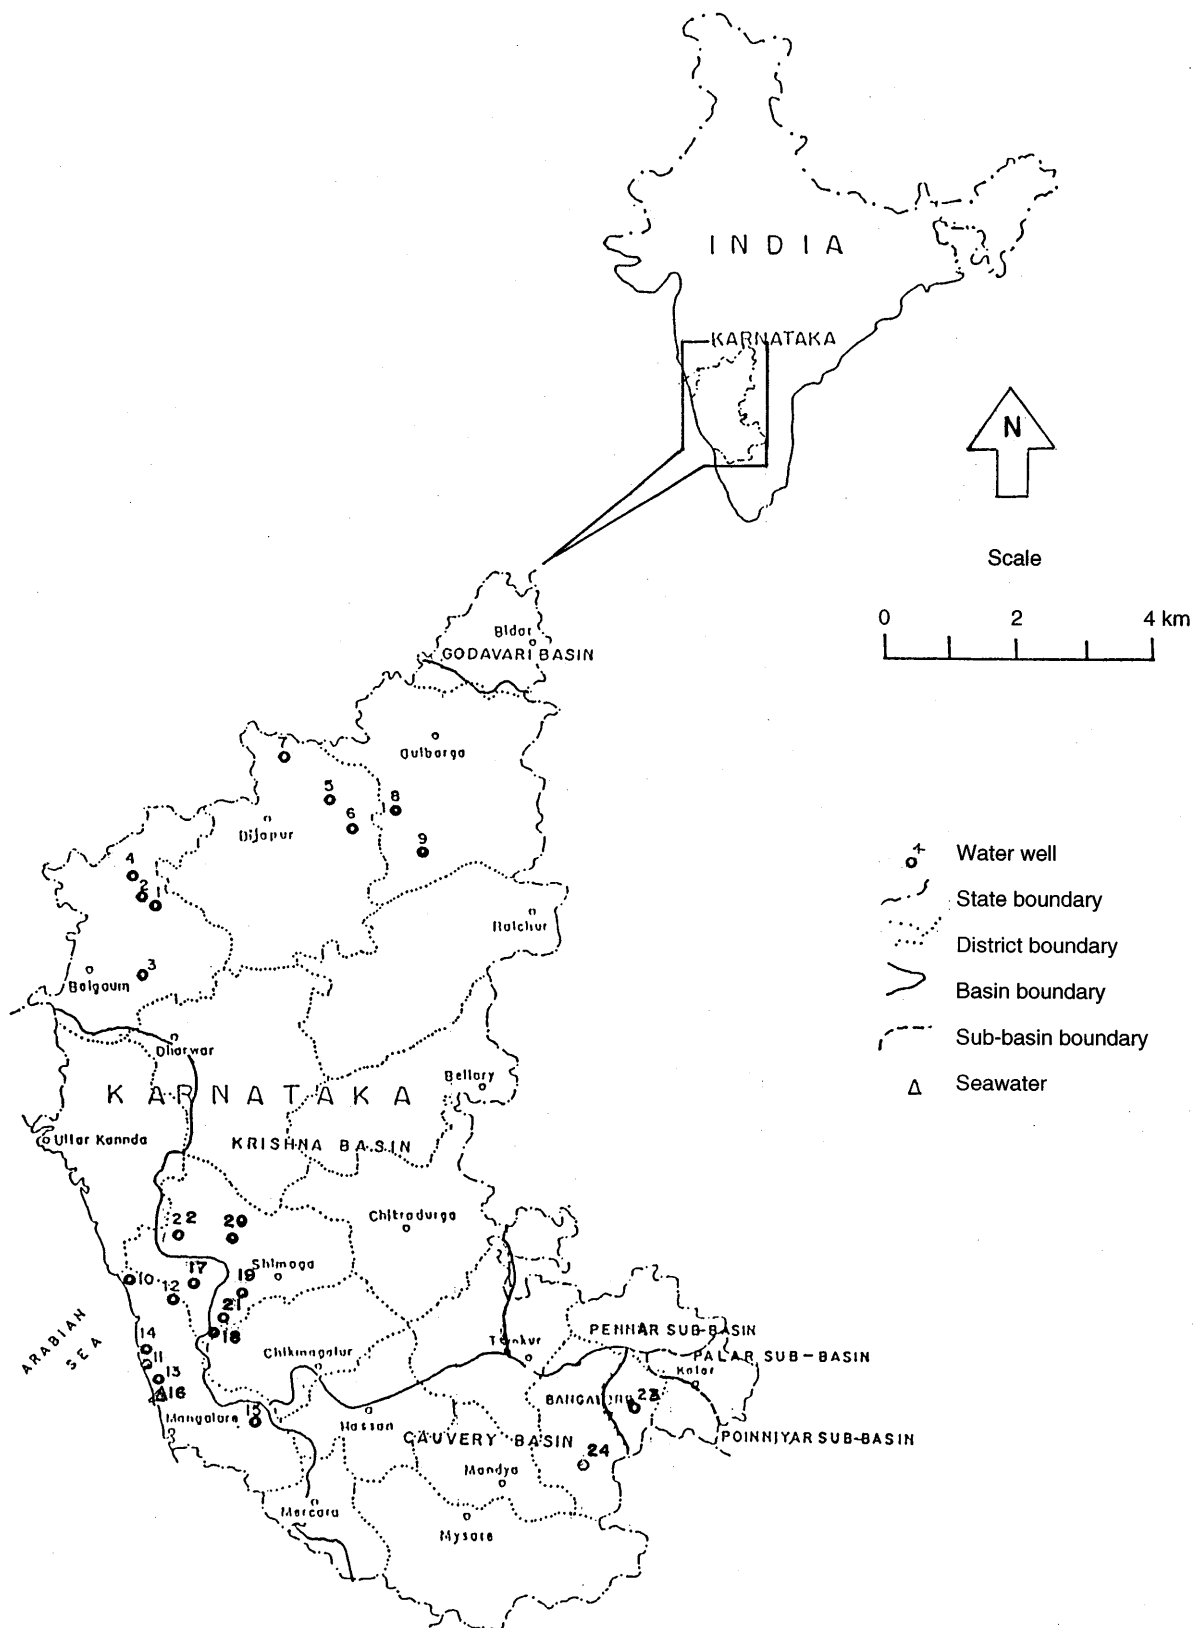 INDIA
KARNATAKA
N
Scale
0 2 4 km
Bidar
GODAVARI BASIN
Gulbarga
7
5
8
6
Bijapur
9
4
2
1
4
Water well
State boundary
District boundary
Basin boundary
Sub-basin boundary
Seawater
Raichur
3
Belgaum
Dharwar
KARNATAKA
Bellary
Uttar Kannda
KRISHNA BASIN
Chitradurga
22
20
Shimoga
10
17
19
12
21
18
ARABIAN
SEA
14
11
13
16
Chikmagalur
Tumkur
PENNAR SUB-BASIN
PALAR SUB-BASIN
Kolar
Mangalore
15
Hassan
BANGALORE
23
CAUVERY BASIN
24
POINNIYAR SUB-BASIN
Mandya
Mercara
Mysore